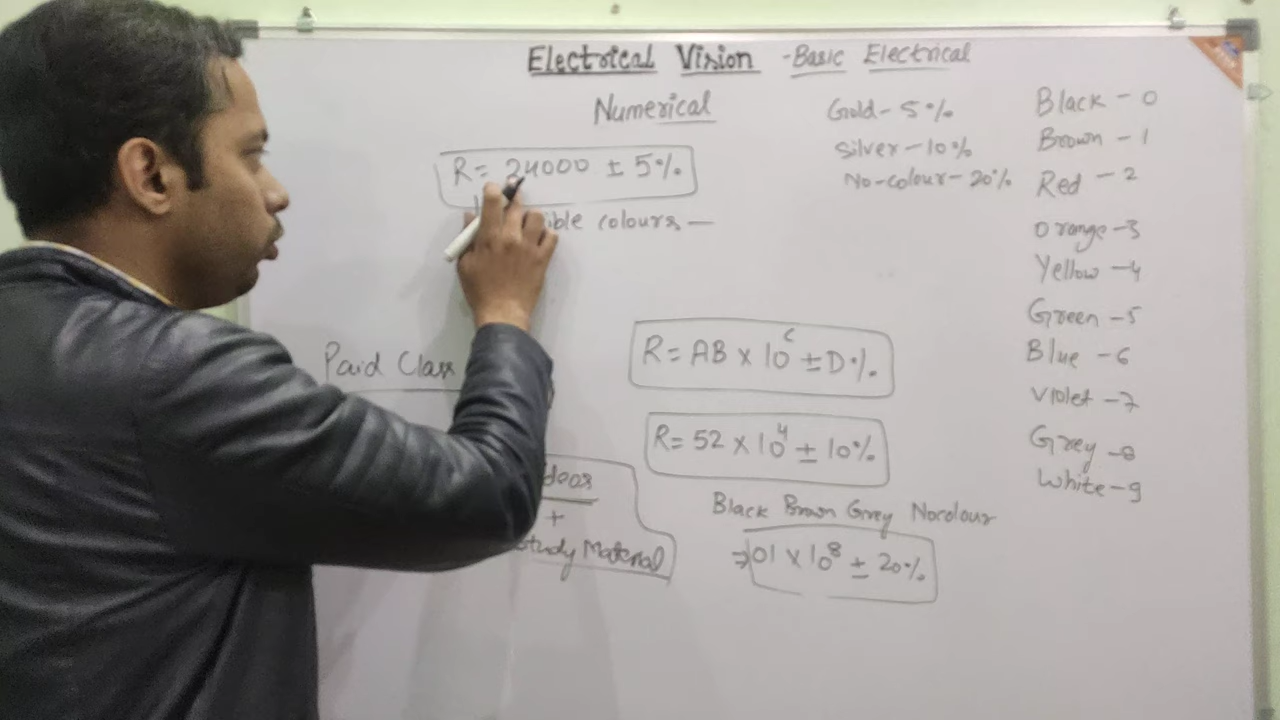 Electrical Vision - Basic Electrical
Numerical
R = 24000 ± 5%
colours —
Gold - 5%
Silver - 10%
No-colour - 20%
Black - 0
Brown - 1
Red - 2
Orange - 3
Yellow - 4
Green - 5
Blue - 6
Violet - 7
Grey - 8
White - 9
Paid Class
R = AB × 10^C ± D%.
R = 52 × 10^4 ± 10%.
+
Study Material
Black Brown Grey Nocolour
⇒ 01 × 10^8 ± 20%.